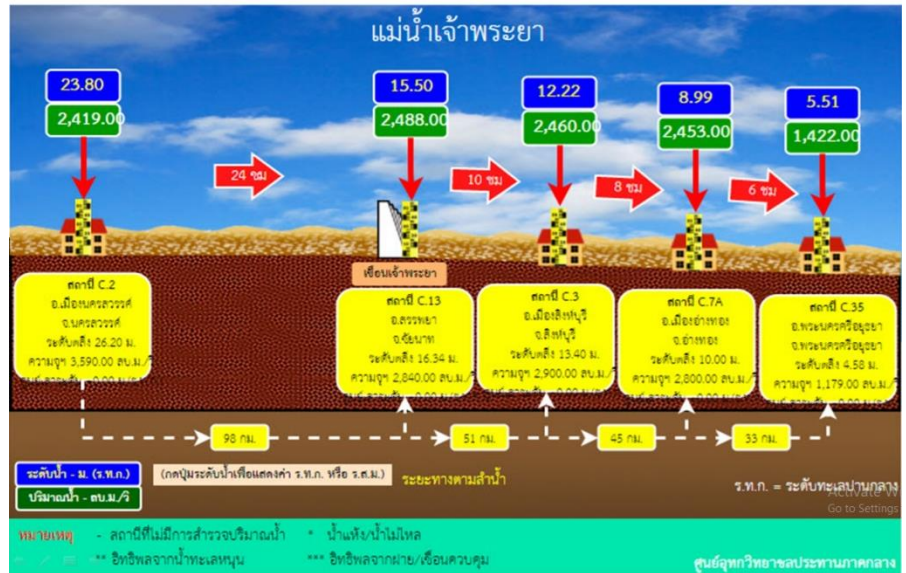 แม่น้ำเจ้าพระยา
23.80
2,419.00
15.50
2,488.00
12.22
2,460.00
8.99
2,453.00
5.51
1,422.00
24 ชม
10 ชม
8 ชม
6 ชม
เขื่อนเจ้าพระยา
สถานี C.2
อ.เมืองนครสวรรค์
จ.นครสวรรค์
ระดับตลิ่ง 26.20 ม.
ความจุฯ 3,590.00 ลบ.ม./วิ
สถานี C.13
อ.สรรพยา
จ.ชัยนาท
ระดับตลิ่ง 16.34 ม.
ความจุฯ 2,840.00 ลบ.ม./วิ
สถานี C.3
อ.เมืองสิงห์บุรี
จ.สิงห์บุรี
ระดับตลิ่ง 13.40 ม.
ความจุฯ 2,900.00 ลบ.ม./วิ
สถานี C.7A
อ.เมืองอ่างทอง
จ.อ่างทอง
ระดับตลิ่ง 10.00 ม.
ความจุฯ 2,800.00 ลบ.ม./วิ
สถานี C.35
อ.พระนครศรีอยุธยา
จ.พระนครศรีอยุธยา
ระดับตลิ่ง 4.58 ม.
ความจุฯ 1,179.00 ลบ.ม./วิ
98 กม.
51 กม.
45 กม.
33 กม.
ระดับน้ำ - ม. (ร.ท.ก.)
(กดปุ่มระดับน้ำเพื่อแสดงค่า ร.ท.ก. หรือ ร.ส.ม.)
ระยะทางตามลำน้ำ
ปริมาณน้ำ - ลบ.ม./วิ
ร.ท.ก. = ระดับทะเลปานกลาง
Activate W
Go to Settings
หมายเหตุ - สถานีที่ไม่มีการสำรวจปริมาณน้ำ * น้ำแห้ง/น้ำไม่ไหล
** อิทธิพลจากน้ำทะเลหนุน *** อิทธิพลจากฝาย/เขื่อนควบคุม
ศูนย์อุทกวิทยาชลประทานภาคกลาง